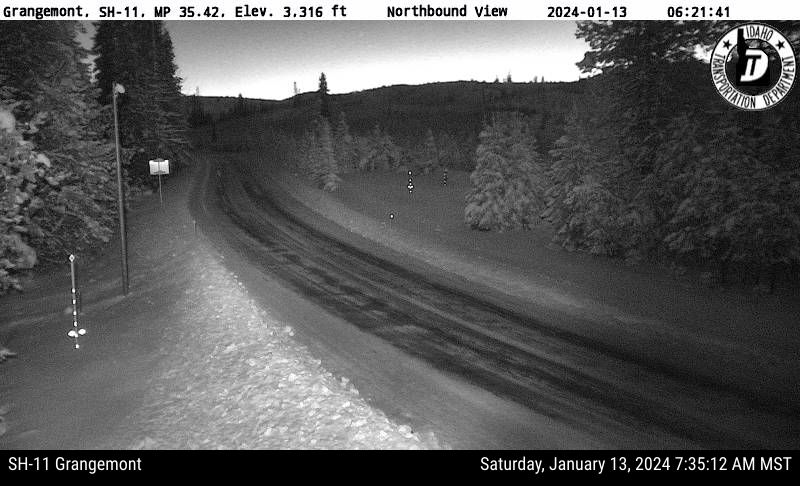 Grangemont, SH-11, MP 35.42, Elev. 3,316 ft Northbound View 2024-01-13 06:21:41
IDAHO
TRANSPORTATION DEPARTMENT
SH-11 Grangemont Saturday, January 13, 2024 7:35:12 AM MST